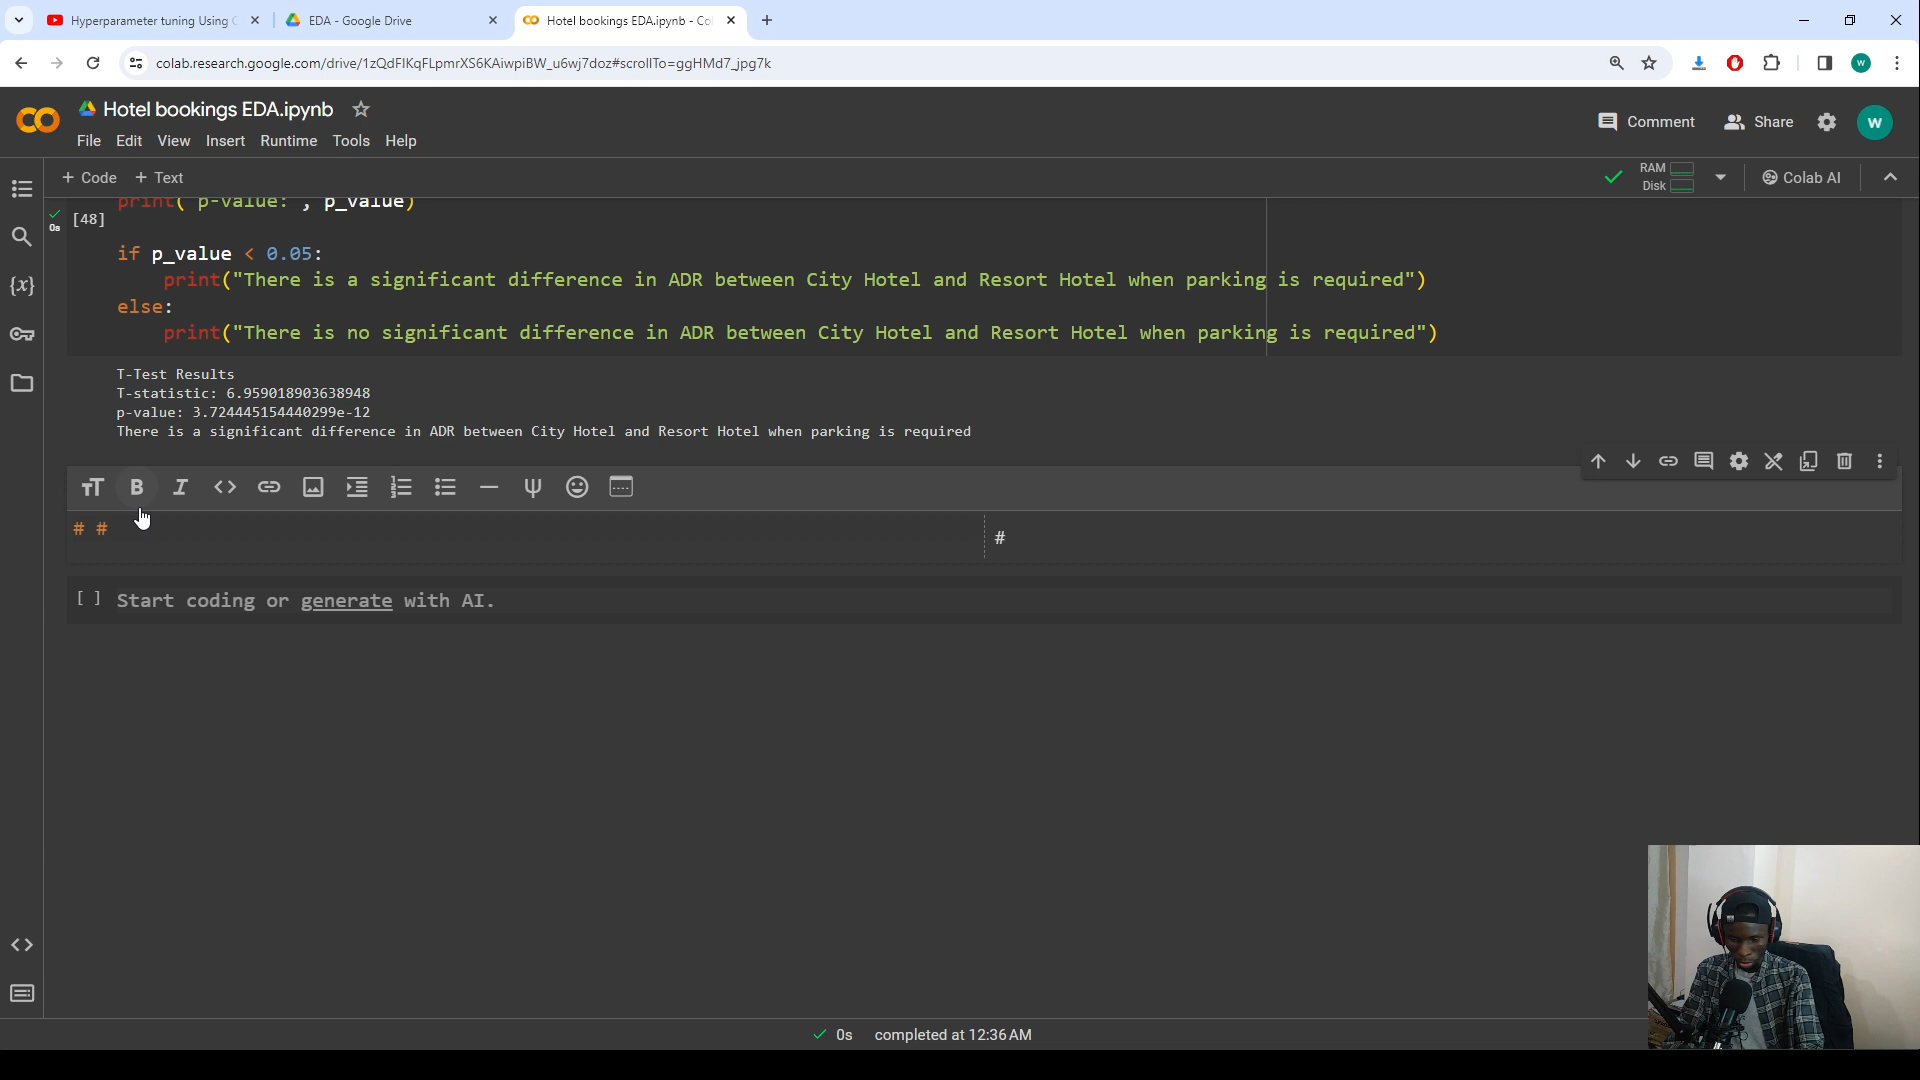 Hyperparameter tuning Using
EDA - Google Drive
Hotel bookings EDA.ipynb - Co
colab.research.google.com/drive/1zQdFIKqFLpmrXS6KAiwpiBW_u6wj7doz#scrollTo=ggHMd7_jpg7k
W
CO Hotel bookings EDA.ipynb
File Edit View Insert Runtime Tools Help
Comment
Share
W
+ Code + Text
RAM
Disk
Colab AI
print("p-value: ", p_value)
0s
[48]
if p_value < 0.05:
print("There is a significant difference in ADR between City Hotel and Resort Hotel when parking is required")
else:
print("There is no significant difference in ADR between City Hotel and Resort Hotel when parking is required")
T-Test Results
T-statistic: 6.959018903638948
p-value: 3.724445154440299e-12
There is a significant difference in ADR between City Hotel and Resort Hotel when parking is required
# #
#
[ ] Start coding or generate with AI.
0s completed at 12:36 AM